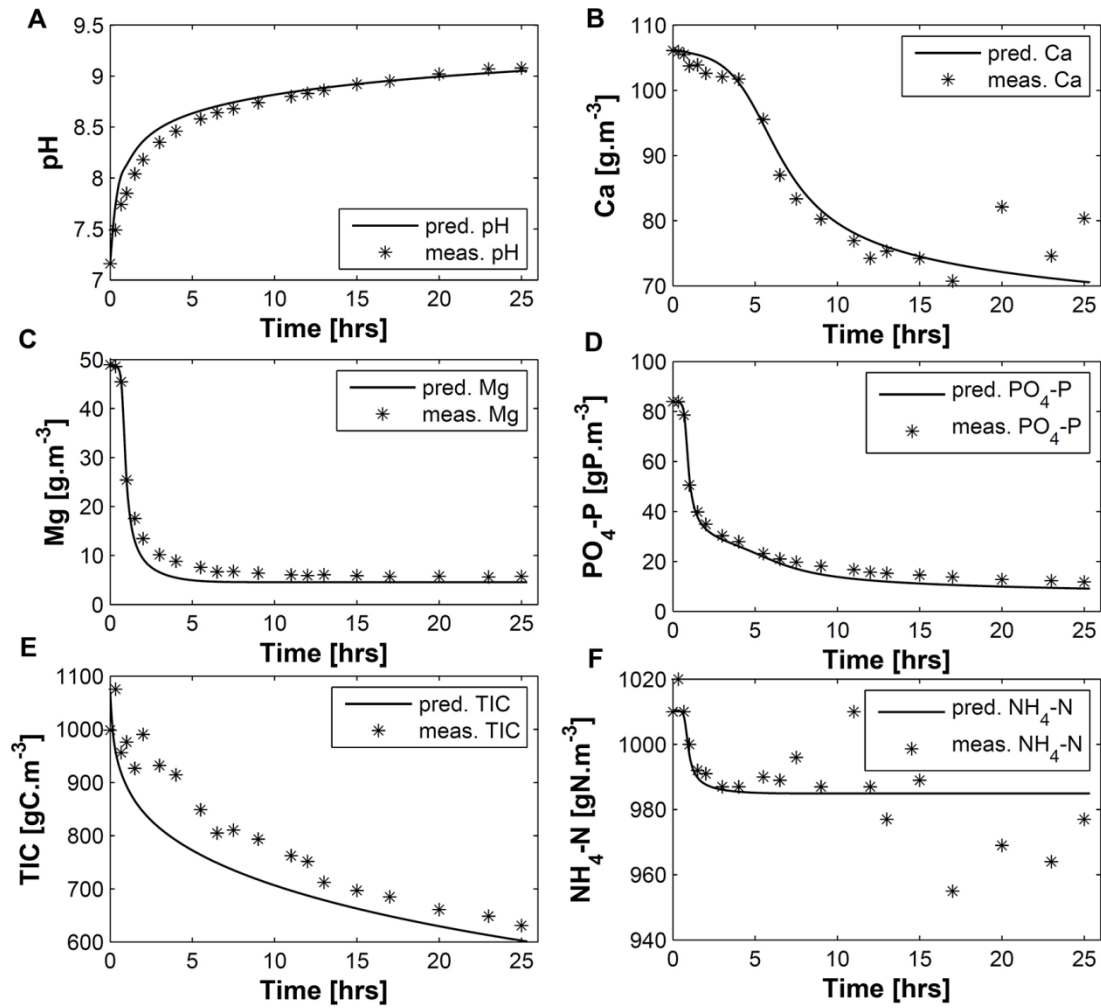 A
9.5
9
8.5
8
7.5
7
pH
pred. pH
meas. pH
0 5 10 15 20 25
Time [hrs]
B
110
100
90
80
70
60
Ca [g.m⁻³]
pred. Ca
meas. Ca
0 5 10 15 20 25
Time [hrs]
C
50
40
30
20
10
0
Mg [g.m⁻³]
pred. Mg
meas. Mg
0 5 10 15 20 25
Time [hrs]
D
100
80
60
40
20
0
PO₄-P [gP.m⁻³]
pred. PO₄-P
meas. PO₄-P
0 5 10 15 20 25
Time [hrs]
E
1100
1000
900
800
700
600
TIC [gC.m⁻³]
pred. TIC
meas. TIC
0 5 10 15 20 25
Time [hrs]
F
1020
1000
980
960
940
NH₄-N [gN.m⁻³]
pred. NH₄-N
meas. NH₄-N
0 5 10 15 20 25
Time [hrs]